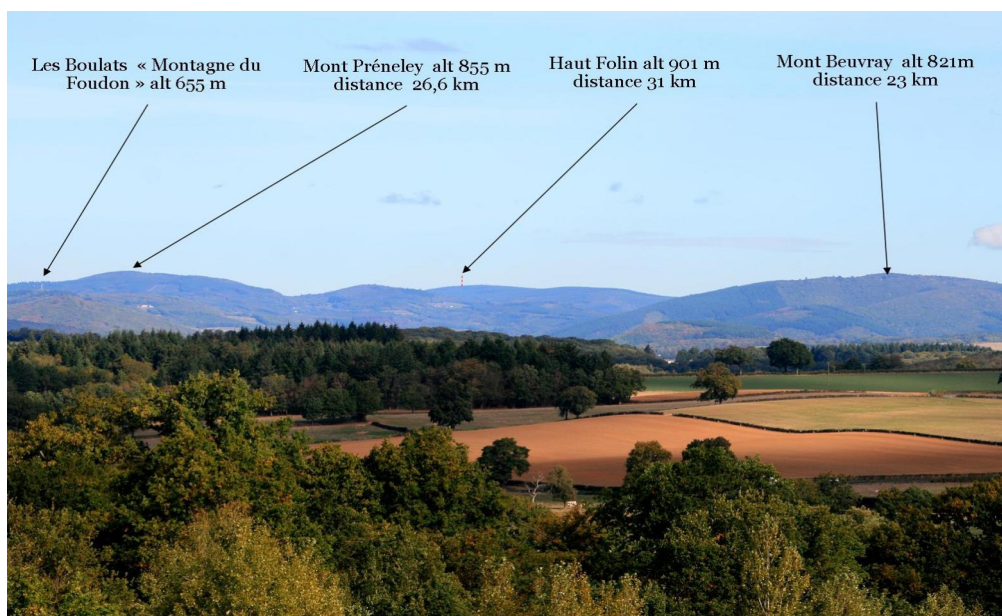 Les Boulats « Montagne du
Foudon » alt 655 m
Mont Préneley alt 855 m
distance 26,6 km
Haut Folin alt 901 m
distance 31 km
Mont Beuvray alt 821m
distance 23 km